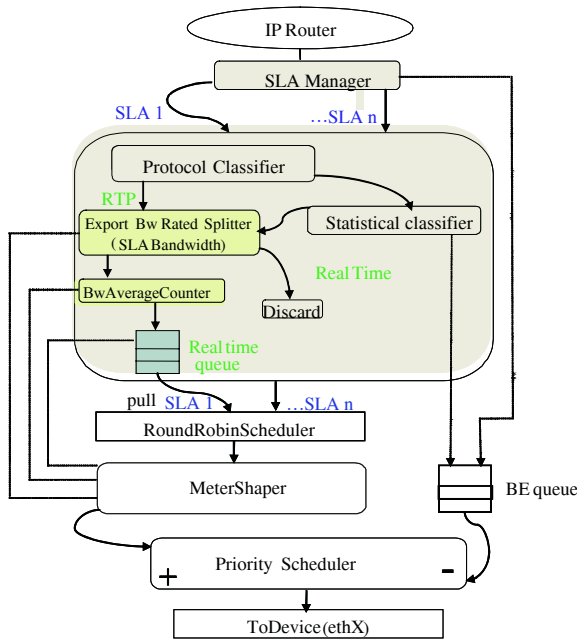 IP Router
SLA Manager
SLA 1
...SLA n
Protocol Classifier
RTP
Export Bw Rated Splitter
(SLA Bandwidth)
Statistical classifier
Real Time
BwAverageCounter
Discard
Real time
queue
pull
SLA 1
...SLA n
RoundRobinScheduler
MeterShaper
BE queue
Priority Scheduler
+
-
ToDevice(ethX)